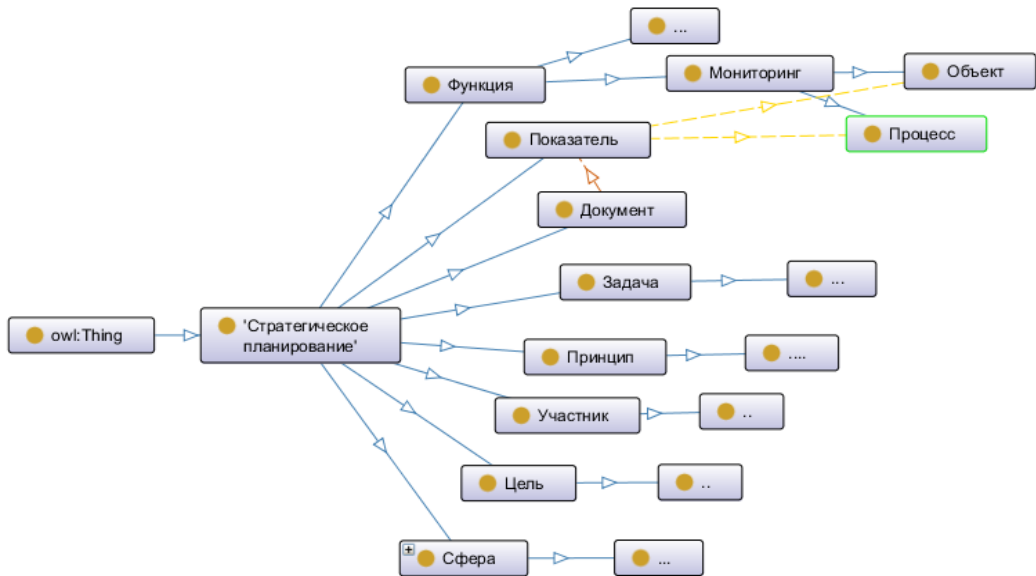 ...
Функция
Мониторинг
Объект
Показатель
Процесс
Документ
Задача
...
owl:Thing
'Стратегическое
планирование'
Принцип
....
Участник
..
Цель
..
Сфера
...